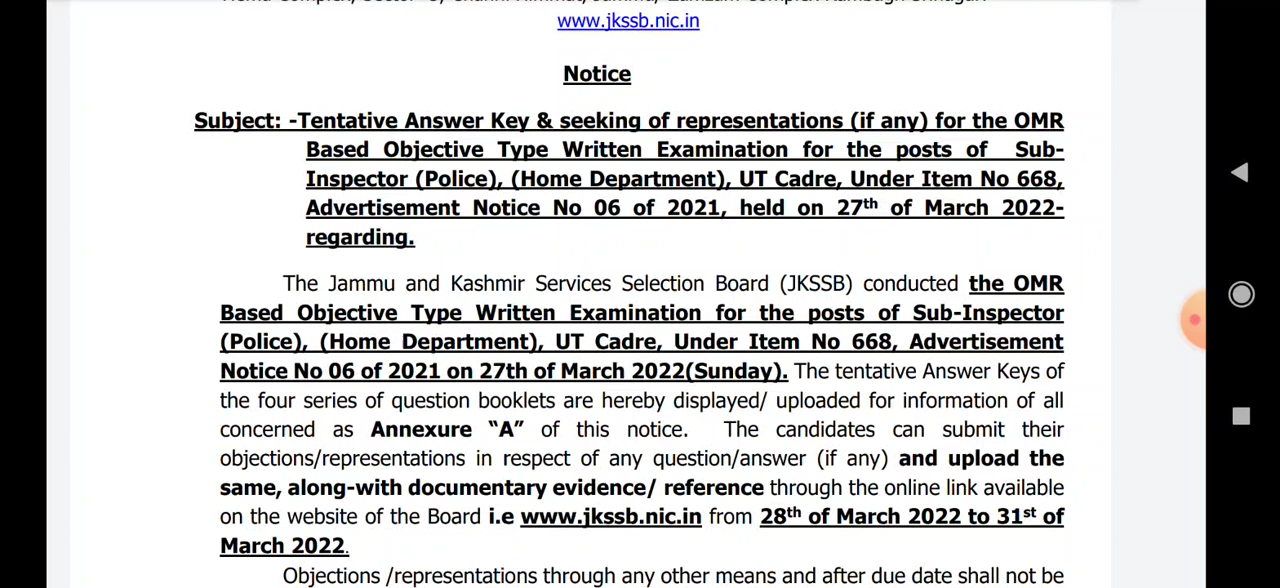 www.jkssb.nic.in
Notice
Subject: -Tentative Answer Key & seeking of representations (if any) for the OMR
Based Objective Type Written Examination for the posts of Sub-
Inspector (Police), (Home Department), UT Cadre, Under Item No 668,
Advertisement Notice No 06 of 2021, held on 27th of March 2022-
regarding.
The Jammu and Kashmir Services Selection Board (JKSSB) conducted the OMR
Based Objective Type Written Examination for the posts of Sub-Inspector
(Police), (Home Department), UT Cadre, Under Item No 668, Advertisement
Notice No 06 of 2021 on 27th of March 2022(Sunday). The tentative Answer Keys of
the four series of question booklets are hereby displayed/ uploaded for information of all
concerned as Annexure “A” of this notice. The candidates can submit their
objections/representations in respect of any question/answer (if any) and upload the
same, along-with documentary evidence/ reference through the online link available
on the website of the Board i.e www.jkssb.nic.in from 28th of March 2022 to 31st of
March 2022.
Objections /representations through any other means and after due date shall not be